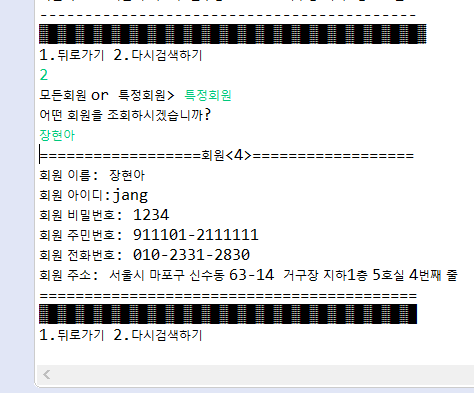 1.뒤로가기 2.다시검색하기
2
모든회원 or 특정회원> 특정회원
어떤 회원을 조회하시겠습니까?
장현아
==================회원<4>==================
회원 이름: 장현아
회원 아이디:jang
회원 비밀번호: 1234
회원 주민번호: 911101-2111111
회원 전화번호: 010-2331-2830
회원 주소: 서울시 마포구 신수동 63-14 거구장 지하1층 5호실 4번째 줄
==========================================
1.뒤로가기 2.다시검색하기